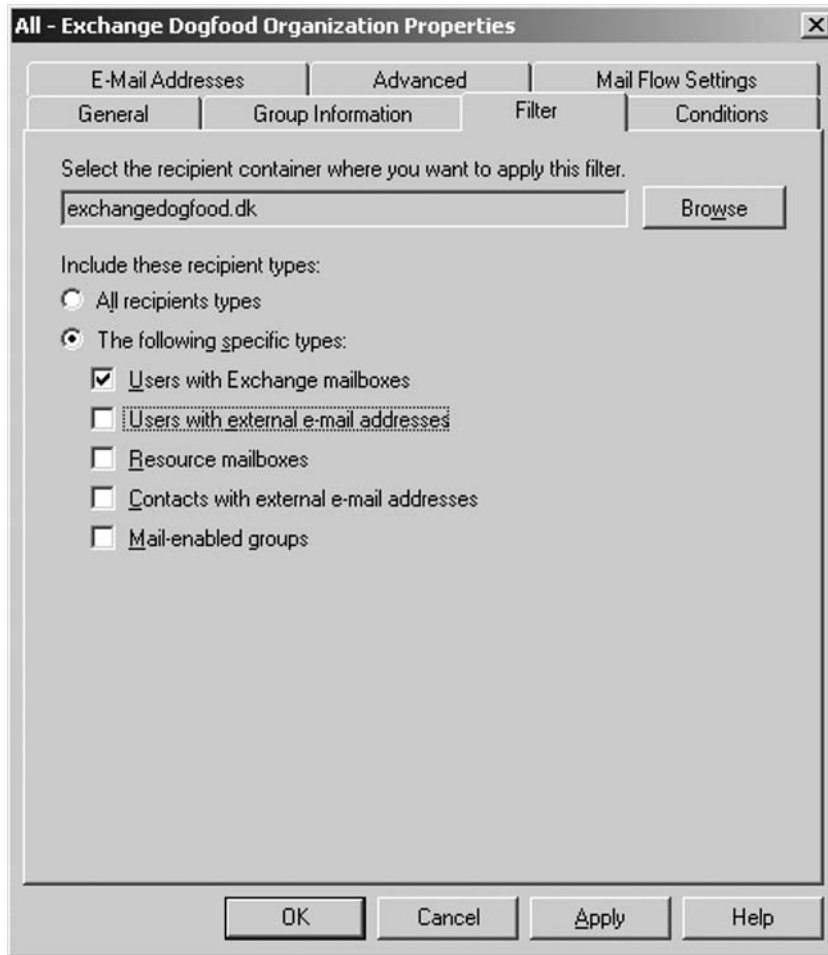 All - Exchange Dogfood Organization Properties
E-Mail Addresses Advanced Mail Flow Settings
General Group Information Filter Conditions
Select the recipient container where you want to apply this filter.
exchangedogfood.dk Browse
Include these recipient types:
All recipients types
The following specific types:
Users with Exchange mailboxes
Users with external e-mail addresses
Resource mailboxes
Contacts with external e-mail addresses
Mail-enabled groups
OK Cancel Apply Help